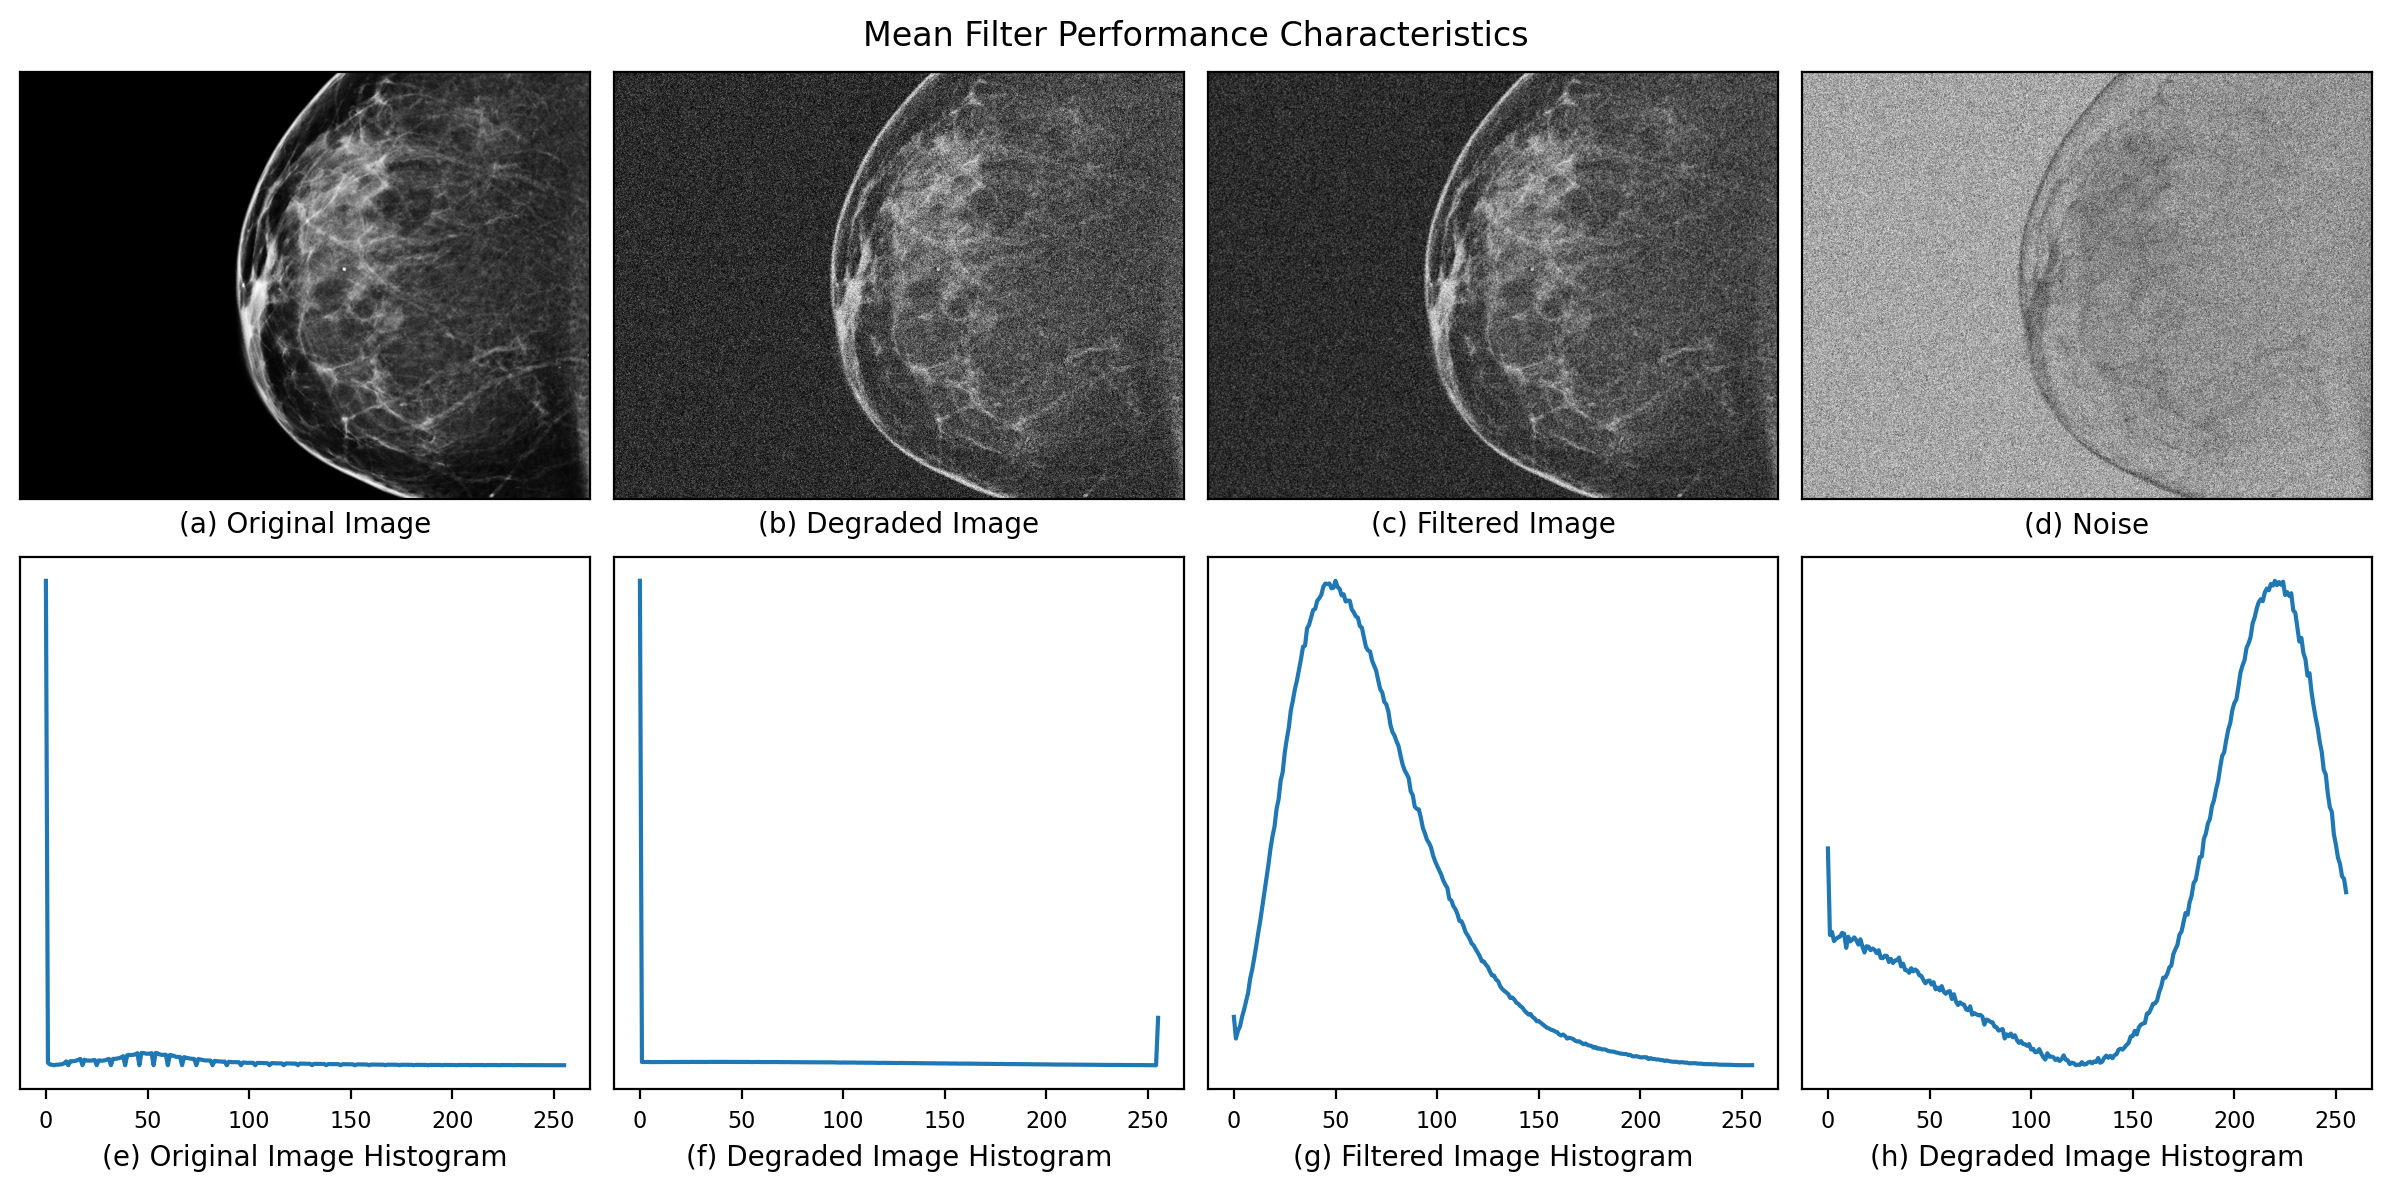 Mean Filter Performance Characteristics
(a) Original Image
(b) Degraded Image
(c) Filtered Image
(d) Noise
0 50 100 150 200 250
(e) Original Image Histogram
0 50 100 150 200 250
(f) Degraded Image Histogram
0 50 100 150 200 250
(g) Filtered Image Histogram
0 50 100 150 200 250
(h) Degraded Image Histogram